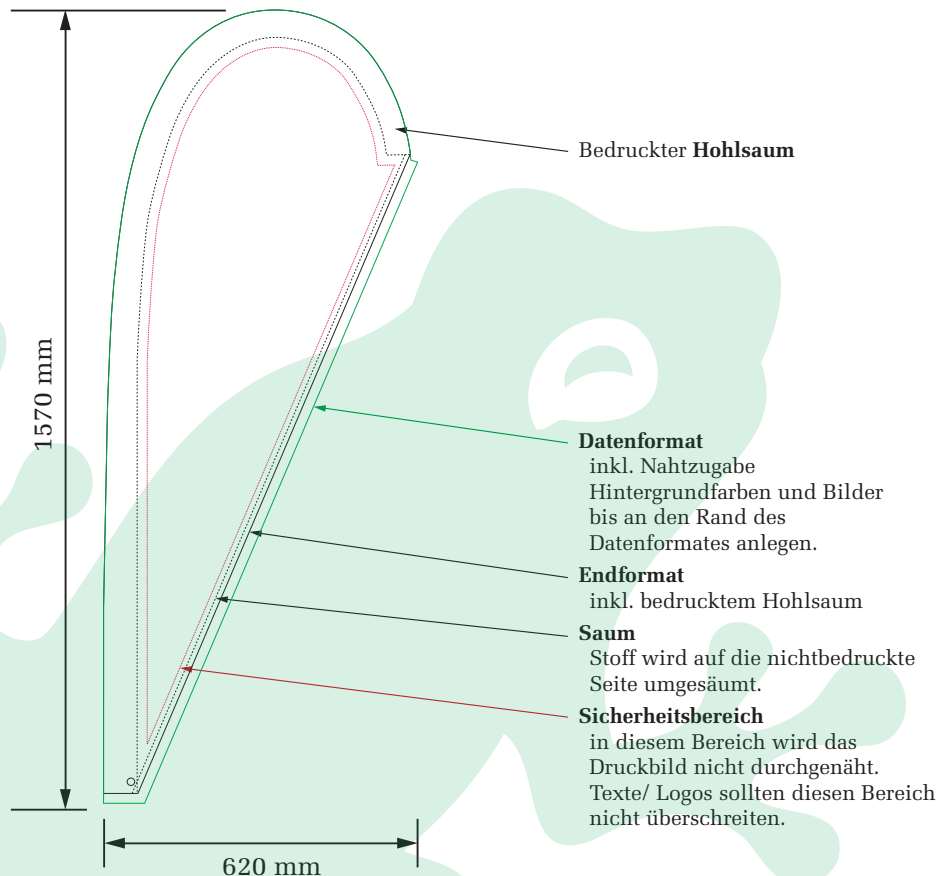 Bedruckter Hohlsaum
1570 mm
Datenformat
inkl. Nahtzugabe
Hintergrundfarben und Bilder
bis an den Rand des
Datenformates anlegen.
Endformat
inkl. bedrucktem Hohlsaum
Saum
Stoff wird auf die nichtbedruckte
Seite umgesäumt.
Sicherheitsbereich
in diesem Bereich wird das
Druckbild nicht durchgenäht.
Texte/ Logos sollten diesen Bereich
nicht überschreiten.
620 mm